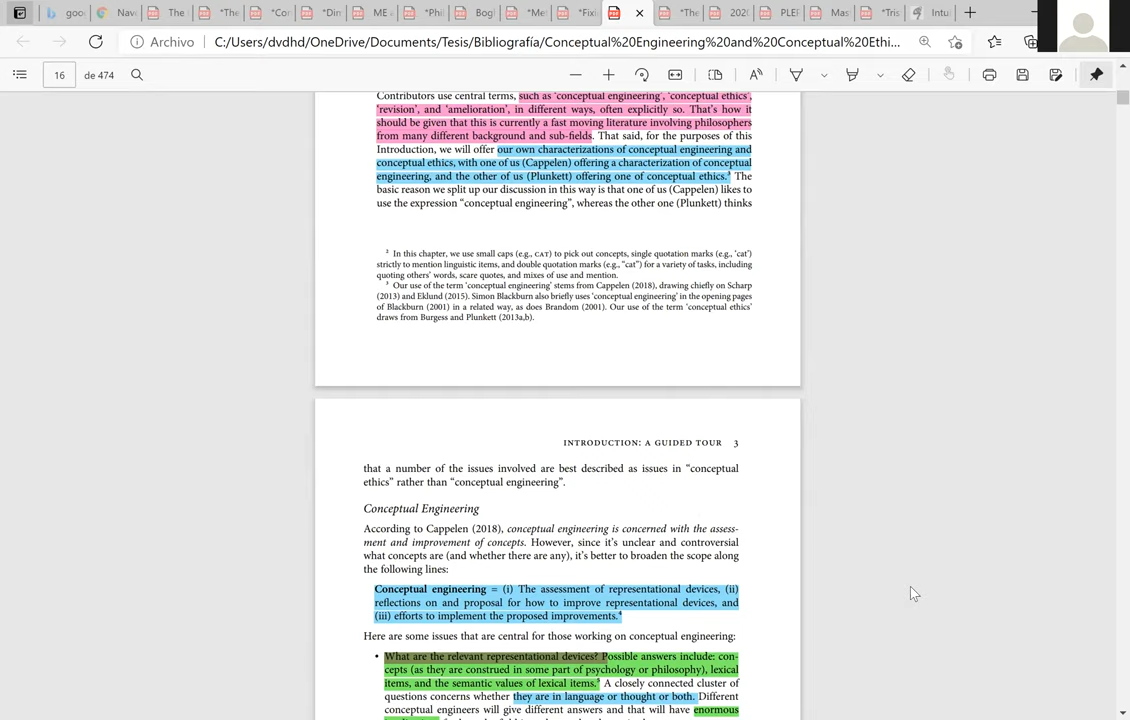 goo
Nav
The
*The
*Cor
*Dir
ME a
*Phi
Bogl
*Met
*Fixi
*The
202
PLEF
Mas
*Tris
Intu
Archivo
C:/Users/dvdhd/OneDrive/Documents/Tesis/Bibliografía/Conceptual%20Engineering%20and%20Conceptual%20Ethi...
16
de 474
Contributors use central terms, such as ‘conceptual engineering’, ‘conceptual ethics’,
‘revision’, and ‘amelioration’, in different ways, often explicitly so. That’s how it
should be given that this is currently a fast moving literature involving philosophers
from many different background and sub-fields. That said, for the purposes of this
Introduction, we will offer our own characterizations of conceptual engineering and
conceptual ethics, with one of us (Cappelen) offering a characterization of conceptual
engineering, and the other of us (Plunkett) offering one of conceptual ethics.³ The
basic reason we split up our discussion in this way is that one of us (Cappelen) likes to
use the expression “conceptual engineering”, whereas the other one (Plunkett) thinks
² In this chapter, we use small caps (e.g., CAT) to pick out concepts, single quotation marks (e.g., ‘cat’)
strictly to mention linguistic items, and double quotation marks (e.g., “cat”) for a variety of tasks, including
quoting others’ words, scare quotes, and mixes of use and mention.
³ Our use of the term ‘conceptual engineering’ stems from Cappelen (2018), drawing chiefly on Scharp
(2013) and Eklund (2015). Simon Blackburn also briefly uses ‘conceptual engineering’ in the opening pages
of Blackburn (2001) in a related way, as does Brandom (2001). Our use of the term ‘conceptual ethics’
draws from Burgess and Plunkett (2013a,b).
INTRODUCTION: A GUIDED TOUR 3
that a number of the issues involved are best described as issues in “conceptual
ethics” rather than “conceptual engineering”.
Conceptual Engineering
According to Cappelen (2018), conceptual engineering is concerned with the assess-
ment and improvement of concepts. However, since it’s unclear and controversial
what concepts are (and whether there are any), it’s better to broaden the scope along
the following lines:
Conceptual engineering = (i) The assessment of representational devices, (ii)
reflections on and proposal for how to improve representational devices, and
(iii) efforts to implement the proposed improvements.⁴
Here are some issues that are central for those working on conceptual engineering:
• What are the relevant representational devices? Possible answers include: con-
cepts (as they are construed in some part of psychology or philosophy), lexical
items, and the semantic values of lexical items.⁵ A closely connected cluster of
questions concerns whether they are in language or thought or both. Different
conceptual engineers will give different answers and that will have enormous